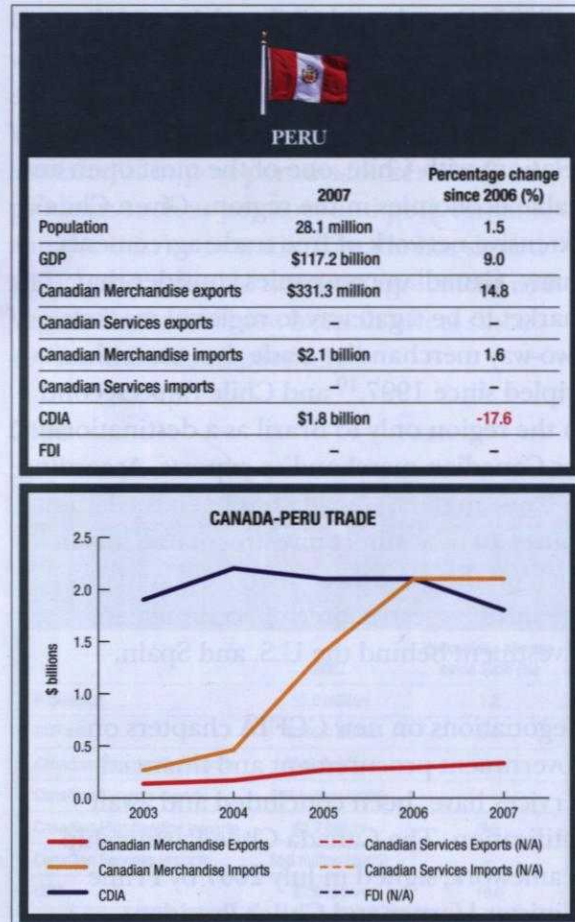 PERU
2007 Percentage change since 2006 (%)
Population 28.1 million 1.5
GDP $117.2 billion 9.0
Canadian Merchandise exports $331.3 million 14.8
Canadian Services exports – –
Canadian Merchandise imports $2.1 billion 1.6
Canadian Services imports – –
CDIA $1.8 billion -17.6
FDI – –
CANADA-PERU TRADE
$ billions
2.5
2.0
1.5
1.0
0.5
0.0
2003 2004 2005 2006 2007
Canadian Merchandise Exports Canadian Services Exports (N/A)
Canadian Merchandise Imports Canadian Services Imports (N/A)
CDIA FDI (N/A)